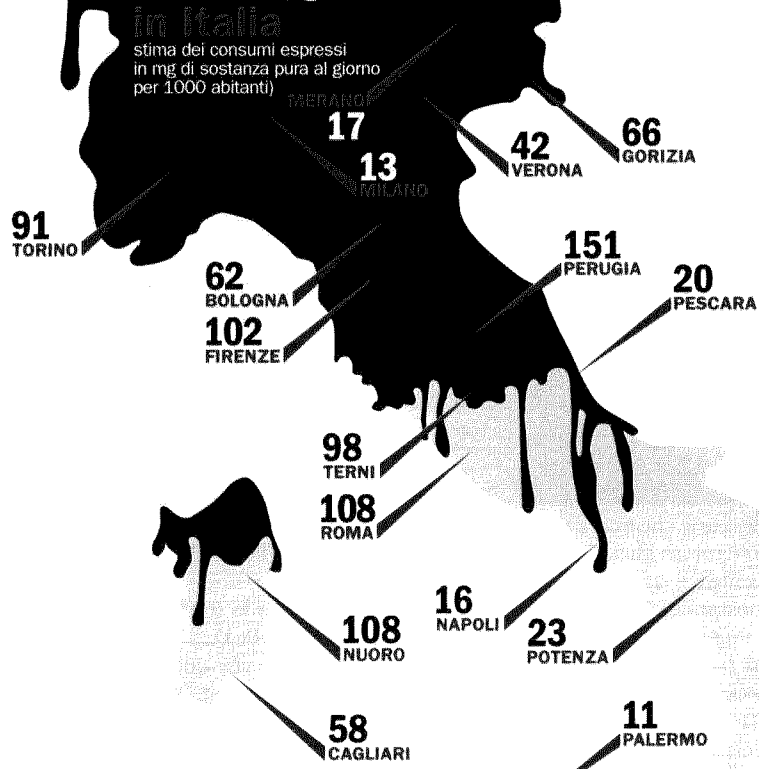 in Italia
stima dei consumi espressi
in mg di sostanza pura al giorno
per 1000 abitanti)
MERANO
17
42
VERONA
66
GORIZIA
13
MILANO
91
TORINO
151
PERUGIA
62
BOLOGNA
20
PESCARA
102
FIRENZE
98
TERNI
108
ROMA
16
NAPOLI
108
NUORO
23
POTENZA
58
CAGLIARI
11
PALERMO